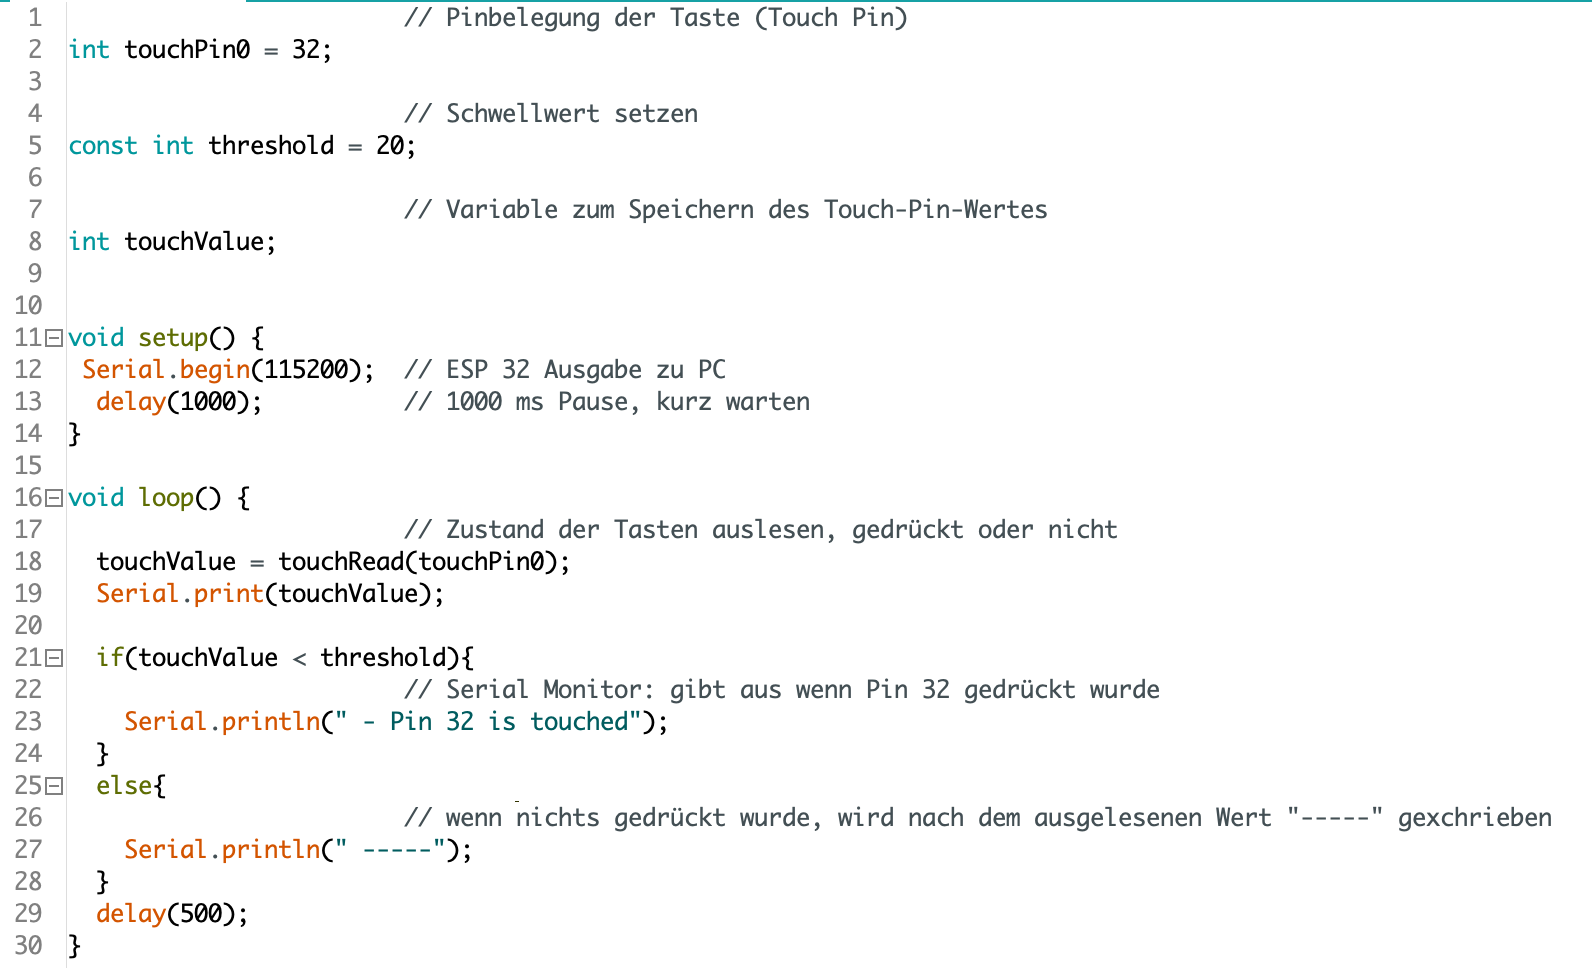 1 // Pinbelegung der Taste (Touch Pin)
2 int touchPin0 = 32;
3
4 // Schwellwert setzen
5 const int threshold = 20;
6
7 // Variable zum Speichern des Touch-Pin-Wertes
8 int touchValue;
9
10
11 void setup() {
12 Serial.begin(115200); // ESP 32 Ausgabe zu PC
13 delay(1000); // 1000 ms Pause, kurz warten
14 }
15
16 void loop() {
17 // Zustand der Tasten auslesen, gedrückt oder nicht
18 touchValue = touchRead(touchPin0);
19 Serial.print(touchValue);
20
21 if(touchValue < threshold){
22 // Serial Monitor: gibt aus wenn Pin 32 gedrückt wurde
23 Serial.println(" - Pin 32 is touched");
24 }
25 else{
26 // wenn nichts gedrückt wurde, wird nach dem ausgelesenen Wert "-----" gexchrieben
27 Serial.println(" -----");
28 }
29 delay(500);
30 }